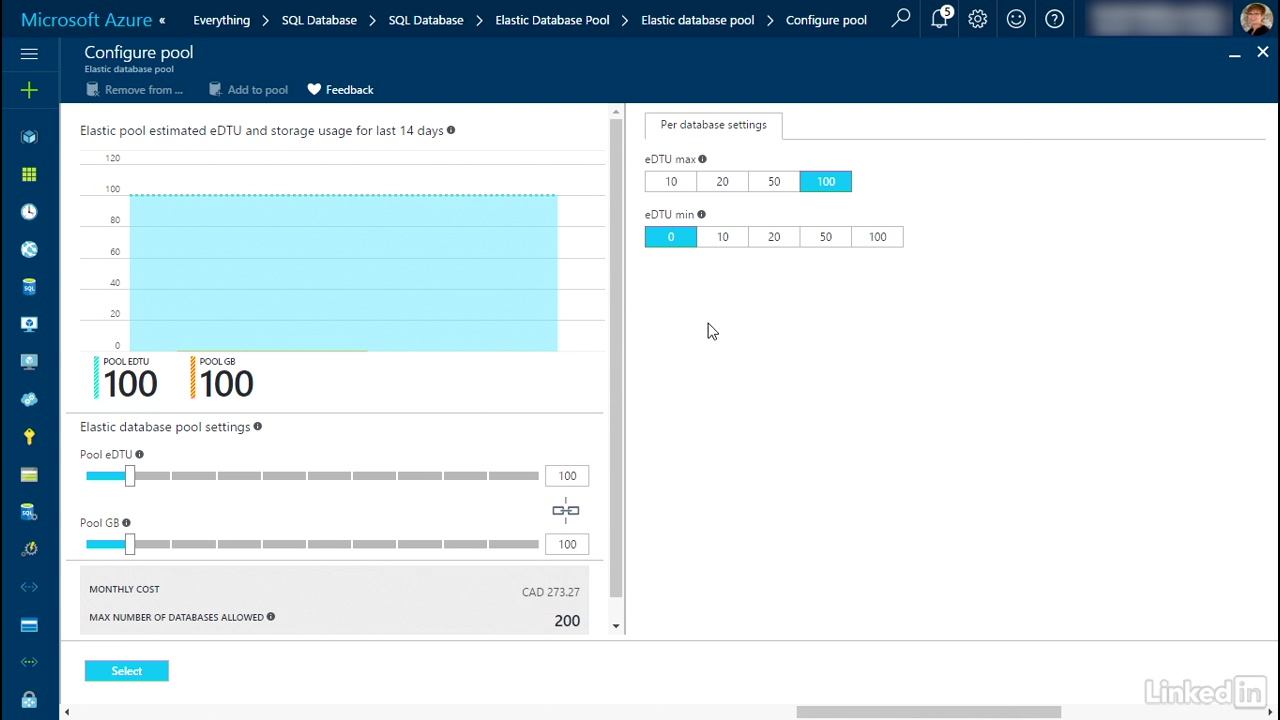 Microsoft Azure « Everything > SQL Database > SQL Database > Elastic Database Pool > Elastic database pool > Configure pool 5
Configure pool
Elastic database pool
Remove from ... Add to pool Feedback
Elastic pool estimated eDTU and storage usage for last 14 days
120
100
80
60
40
20
0
POOL EDTU POOL GB
100 100
Elastic database pool settings
Pool eDTU
100
Pool GB
100
MONTHLY COST CAD 273.27
MAX NUMBER OF DATABASES ALLOWED 200
Select
Per database settings
eDTU max
10 20 50 100
eDTU min
0 10 20 50 100
SQL
SQL
LinkedIn